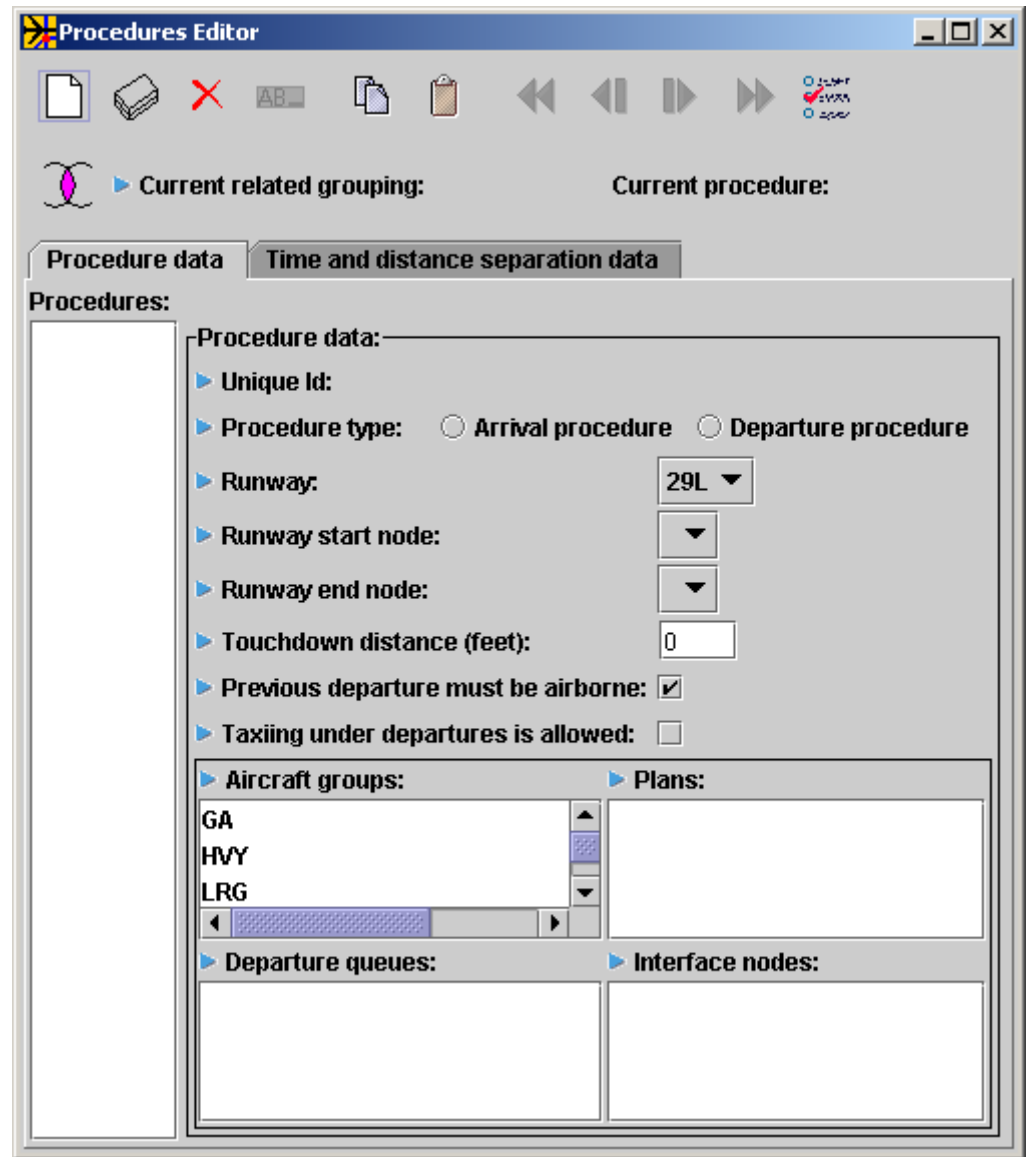 Procedures Editor
AB
Current related grouping: Current procedure:
Procedure data Time and distance separation data
Procedures:
Procedure data:
Unique Id:
Procedure type: Arrival procedure Departure procedure
Runway: 29L
Runway start node:
Runway end node:
Touchdown distance (feet): 0
Previous departure must be airborne:
Taxiing under departures is allowed:
Aircraft groups: Plans:
GA
HVY
LRG
Departure queues: Interface nodes: